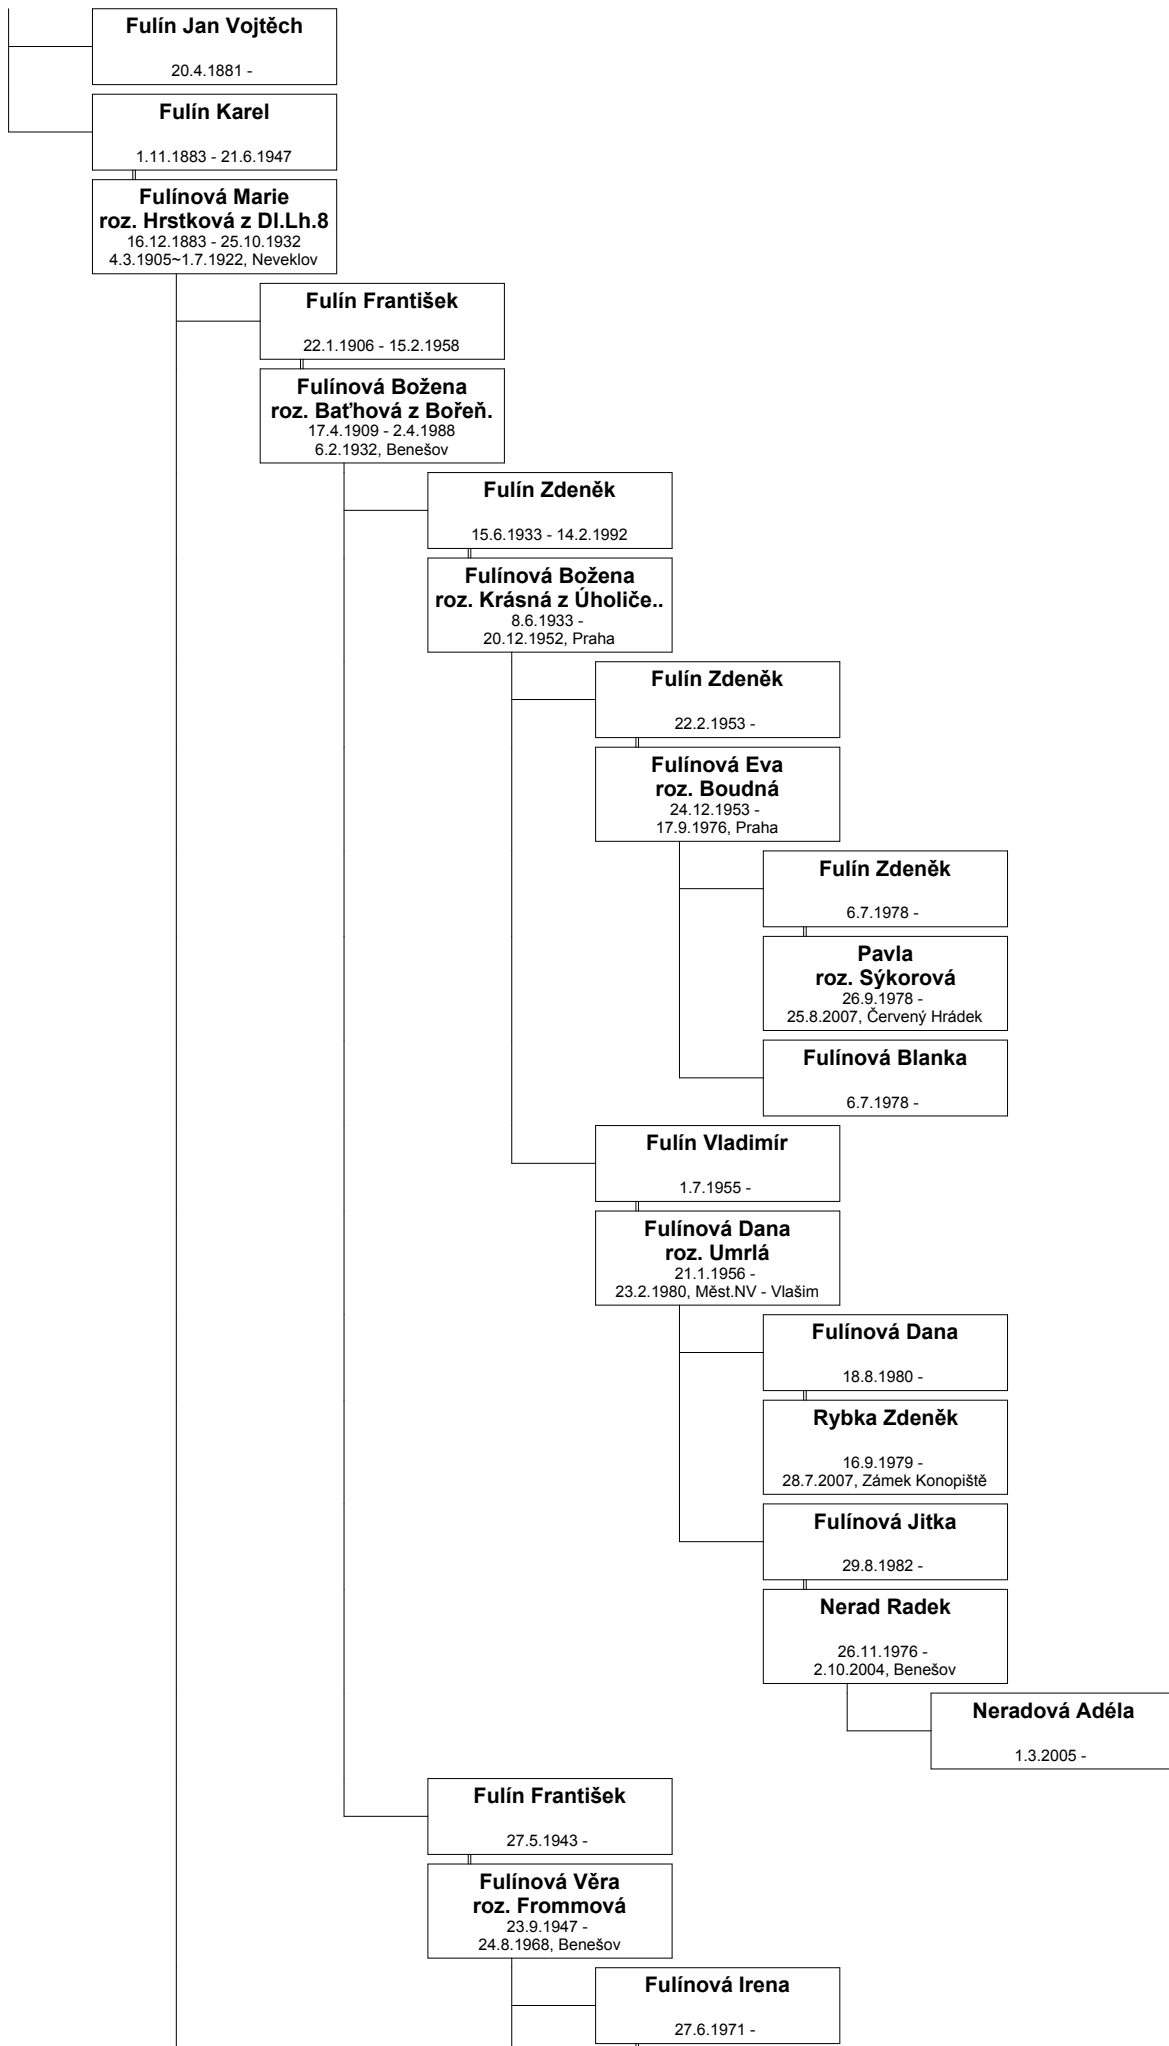 Fulín Jan Vojtěch
20.4.1881 -
Fulín Karel
1.11.1883 - 21.6.1947
Fulínová Marie
roz. Hrstková z Dl.Lh.8
16.12.1883 - 25.10.1932
4.3.1905~1.7.1922, Neveklov
Fulín František
22.1.1906 - 15.2.1958
Fulínová Božena
roz. Baťhová z Bořeň.
17.4.1909 - 2.4.1988
6.2.1932, Benešov
Fulín Zdeněk
15.6.1933 - 14.2.1992
Fulínová Božena
roz. Krásná z Úholiče..
8.6.1933 -
20.12.1952, Praha
Fulín Zdeněk
22.2.1953 -
Fulínová Eva
roz. Boudná
24.12.1953 -
17.9.1976, Praha
Fulín Zdeněk
6.7.1978 -
Pavla
roz. Sýkorová
26.9.1978 -
25.8.2007, Červený Hrádek
Fulínová Blanka
6.7.1978 -
Fulín Vladimír
1.7.1955 -
Fulínová Dana
roz. Umrlá
21.1.1956 -
23.2.1980, Měst.NV - Vlašim
Fulínová Dana
18.8.1980 -
Rybka Zdeněk
16.9.1979 -
28.7.2007, Zámek Konopiště
Fulínová Jitka
29.8.1982 -
Nerad Radek
26.11.1976 -
2.10.2004, Benešov
Neradová Adéla
1.3.2005 -
Fulín František
27.5.1943 -
Fulínová Věra
roz. Frommová
23.9.1947 -
24.8.1968, Benešov
Fulínová Irena
27.6.1971 -